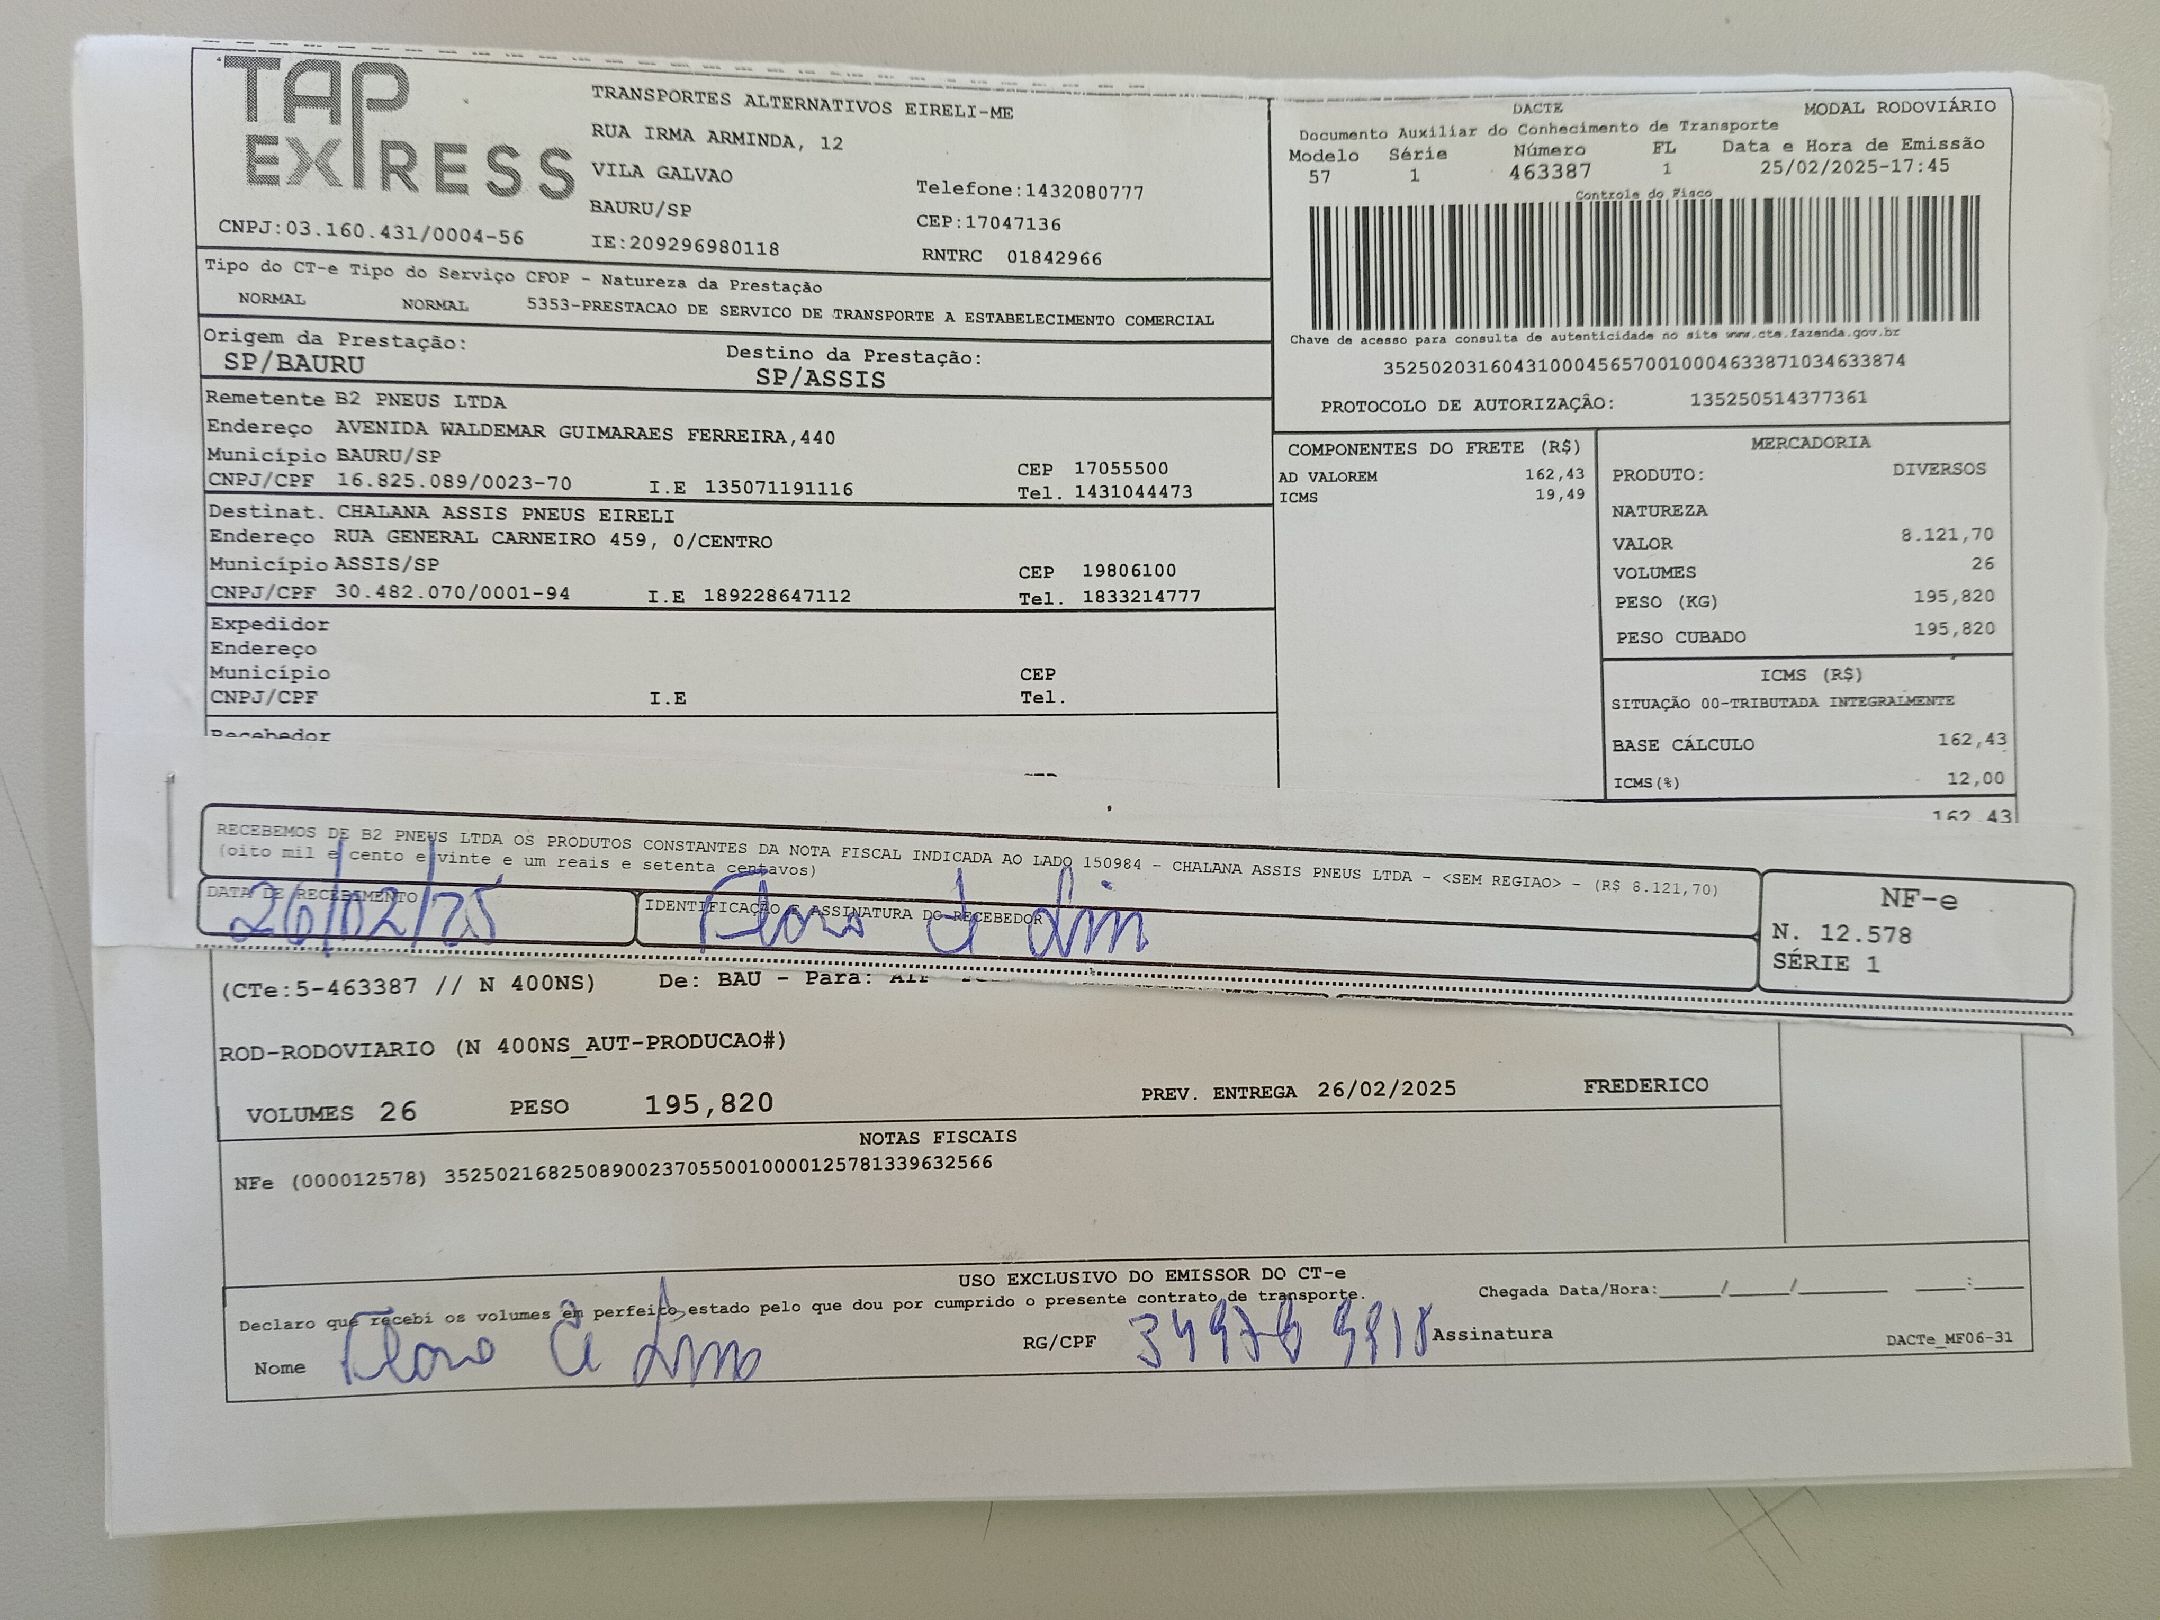 TAP
EXPRESS
CNPJ:03.160.431/0004-56
TRANSPORTES ALTERNATIVOS EIRELI-ME
RUA IRMA ARMINDA, 12
VILA GALVAO
BAURU/SP
IE:209296980118
Telefone:1432080777
CEP:17047136
RNTRC 01842966
DACTE MODAL RODOVIÁRIO
Documento Auxiliar do Conhecimento de Transporte
Modelo Série Número FL Data e Hora de Emissão
57 1 463387 1 25/02/2025-17:45
Controle do Fisco
Chave de acesso para consulta de autenticidade no site www.cte.fazenda.gov.br
35250203160431000456570010004633871034633874
PROTOCOLO DE AUTORIZAÇÃO: 135250514377361
Tipo do CT-e Tipo do Serviço CFOP - Natureza da Prestação
NORMAL NORMAL 5353-PRESTACAO DE SERVICO DE TRANSPORTE A ESTABELECIMENTO COMERCIAL
Origem da Prestação: Destino da Prestação:
SP/BAURU SP/ASSIS
Remetente B2 PNEUS LTDA
Endereço AVENIDA WALDEMAR GUIMARAES FERREIRA,440
Município BAURU/SP CEP 17055500
CNPJ/CPF 16.825.089/0023-70 I.E 135071191116 Tel. 1431044473
Destinat. CHALANA ASSIS PNEUS EIRELI
Endereço RUA GENERAL CARNEIRO 459, 0/CENTRO
Município ASSIS/SP CEP 19806100
CNPJ/CPF 30.482.070/0001-94 I.E 189228647112 Tel. 1833214777
Expedidor
Endereço
Município CEP
CNPJ/CPF I.E Tel.
Recebedor
COMPONENTES DO FRETE (R$)
AD VALOREM 162,43
ICMS 19,49
MERCADORIA
PRODUTO: DIVERSOS
NATUREZA
VALOR 8.121,70
VOLUMES 26
PESO (KG) 195,820
PESO CUBADO 195,820
ICMS (R$)
SITUAÇÃO 00-TRIBUTADA INTEGRALMENTE
BASE CÁLCULO 162,43
ICMS(%) 12,00
162,43
RECEBEMOS DE B2 PNEUS LTDA OS PRODUTOS CONSTANTES DA NOTA FISCAL INDICADA AO LADO 150984 - CHALANA ASSIS PNEUS LTDA - <SEM REGIAO> - (R$ 8.121,70)
(oito mil e cento e vinte e um reais e setenta centavos)
DATA DE RECEBIMENTO IDENTIFICAÇÃO E ASSINATURA DO RECEBEDOR
26/02/25
NF-e
N. 12.578
SÉRIE 1
(CTe:5-463387 // N 400NS) De: BAU - Para:
ROD-RODOVIARIO (N 400NS_AUT-PRODUCAO#)
VOLUMES 26 PESO 195,820 PREV. ENTREGA 26/02/2025 FREDERICO
NOTAS FISCAIS
NFe (000012578) 35250216825089002370550010000125781339632566
USO EXCLUSIVO DO EMISSOR DO CT-e
Declaro que recebi os volumes em perfeito estado pelo que dou por cumprido o presente contrato de transporte.
Chegada Data/Hora:_____/_____/_______ ____:____
Nome RG/CPF Assinatura
DACTe_MF06-31